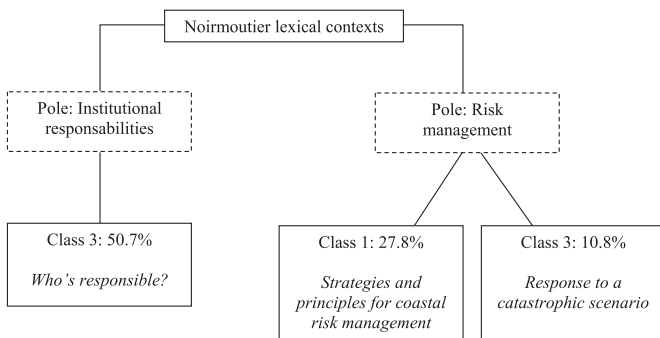 Noirmoutier lexical contexts
Pole: Institutional
responsabilities
Pole: Risk
management
Class 3: 50.7%
Who's responsible?
Class 1: 27.8%
Strategies and
principles for coastal
risk management
Class 3: 10.8%
Response to a
catastrophic scenario